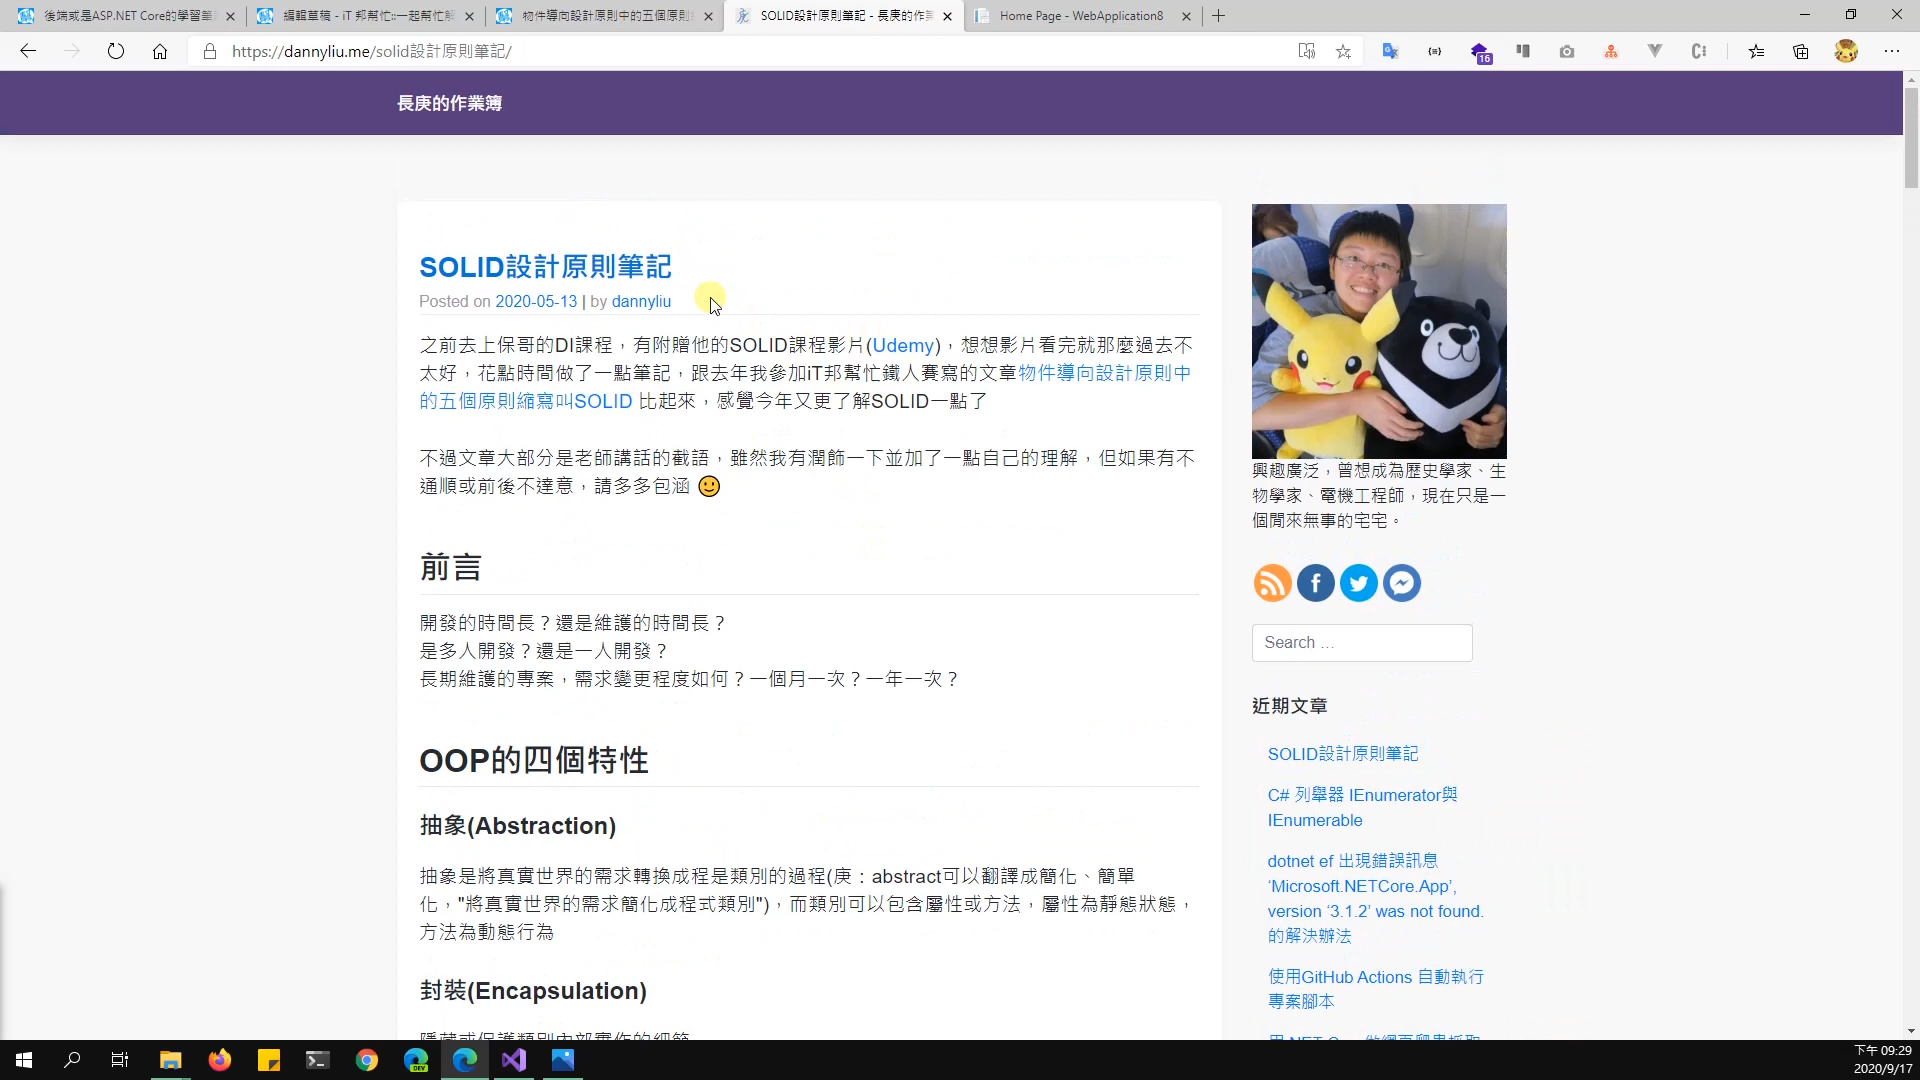 後端或是ASP.NET Core的學習筆
編輯草稿 - iT 邦幫忙::一起幫忙解
物件導向設計原則中的五個原則
SOLID設計原則筆記 - 長庚的作業
Home Page - WebApplication8
https://dannyliu.me/solid設計原則筆記/
16
長庚的作業簿
SOLID設計原則筆記
Posted on 2020-05-13 | by dannyliu
之前去上保哥的DI課程，有附贈他的SOLID課程影片(Udemy)，想想影片看完就那麼過去不
太好，花點時間做了一點筆記，跟去年我參加iT邦幫忙鐵人賽寫的文章物件導向設計原則中
的五個原則縮寫叫SOLID 比起來，感覺今年又更了解SOLID一點了
不過文章大部分是老師講話的截語，雖然我有潤飾一下並加了一點自己的理解，但如果有不
通順或前後不達意，請多多包涵 🙂
前言
開發的時間長？還是維護的時間長？
是多人開發？還是一人開發？
長期維護的專案，需求變更程度如何？一個月一次？一年一次？
OOP的四個特性
抽象(Abstraction)
抽象是將真實世界的需求轉換成程是類別的過程(庚：abstract可以翻譯成簡化、簡單
化，"將真實世界的需求簡化成程式類別")，而類別可以包含屬性或方法，屬性為靜態狀態，
方法為動態行為
封裝(Encapsulation)
隱藏或保護類別內部實作的細節
興趣廣泛，曾想成為歷史學家、生
物學家、電機工程師，現在只是一
個閒來無事的宅宅。
Search …
近期文章
SOLID設計原則筆記
C# 列舉器 IEnumerator與
IEnumerable
dotnet ef 出現錯誤訊息
‘Microsoft.NETCore.App’,
version ‘3.1.2’ was not found.
的解決辦法
使用GitHub Actions 自動執行
專案腳本
DEV
下午 09:29
2020/9/17